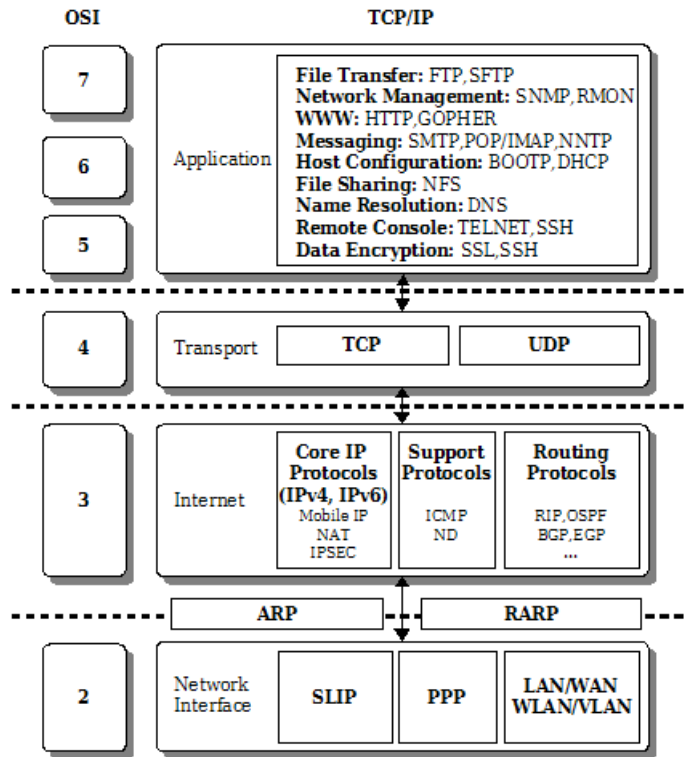 OSI
TCP/IP
7
6
5
Application
File Transfer: FTP,SFTP
Network Management: SNMP,RMON
WWW: HTTP,GOPHER
Messaging: SMTP,POP/IMAP,NNTP
Host Configuration: BOOTP,DHCP
File Sharing: NFS
Name Resolution: DNS
Remote Console: TELNET,SSH
Data Encryption: SSL,SSH
4
Transport
TCP
UDP
3
Internet
Core IP
Protocols
(IPv4, IPv6)
Mobile IP
NAT
IPSEC
Support
Protocols
ICMP
ND
Routing
Protocols
RIP,OSPF
BGP,EGP
...
ARP
RARP
2
Network
Interface
SLIP
PPP
LAN/WAN
WLAN/VLAN